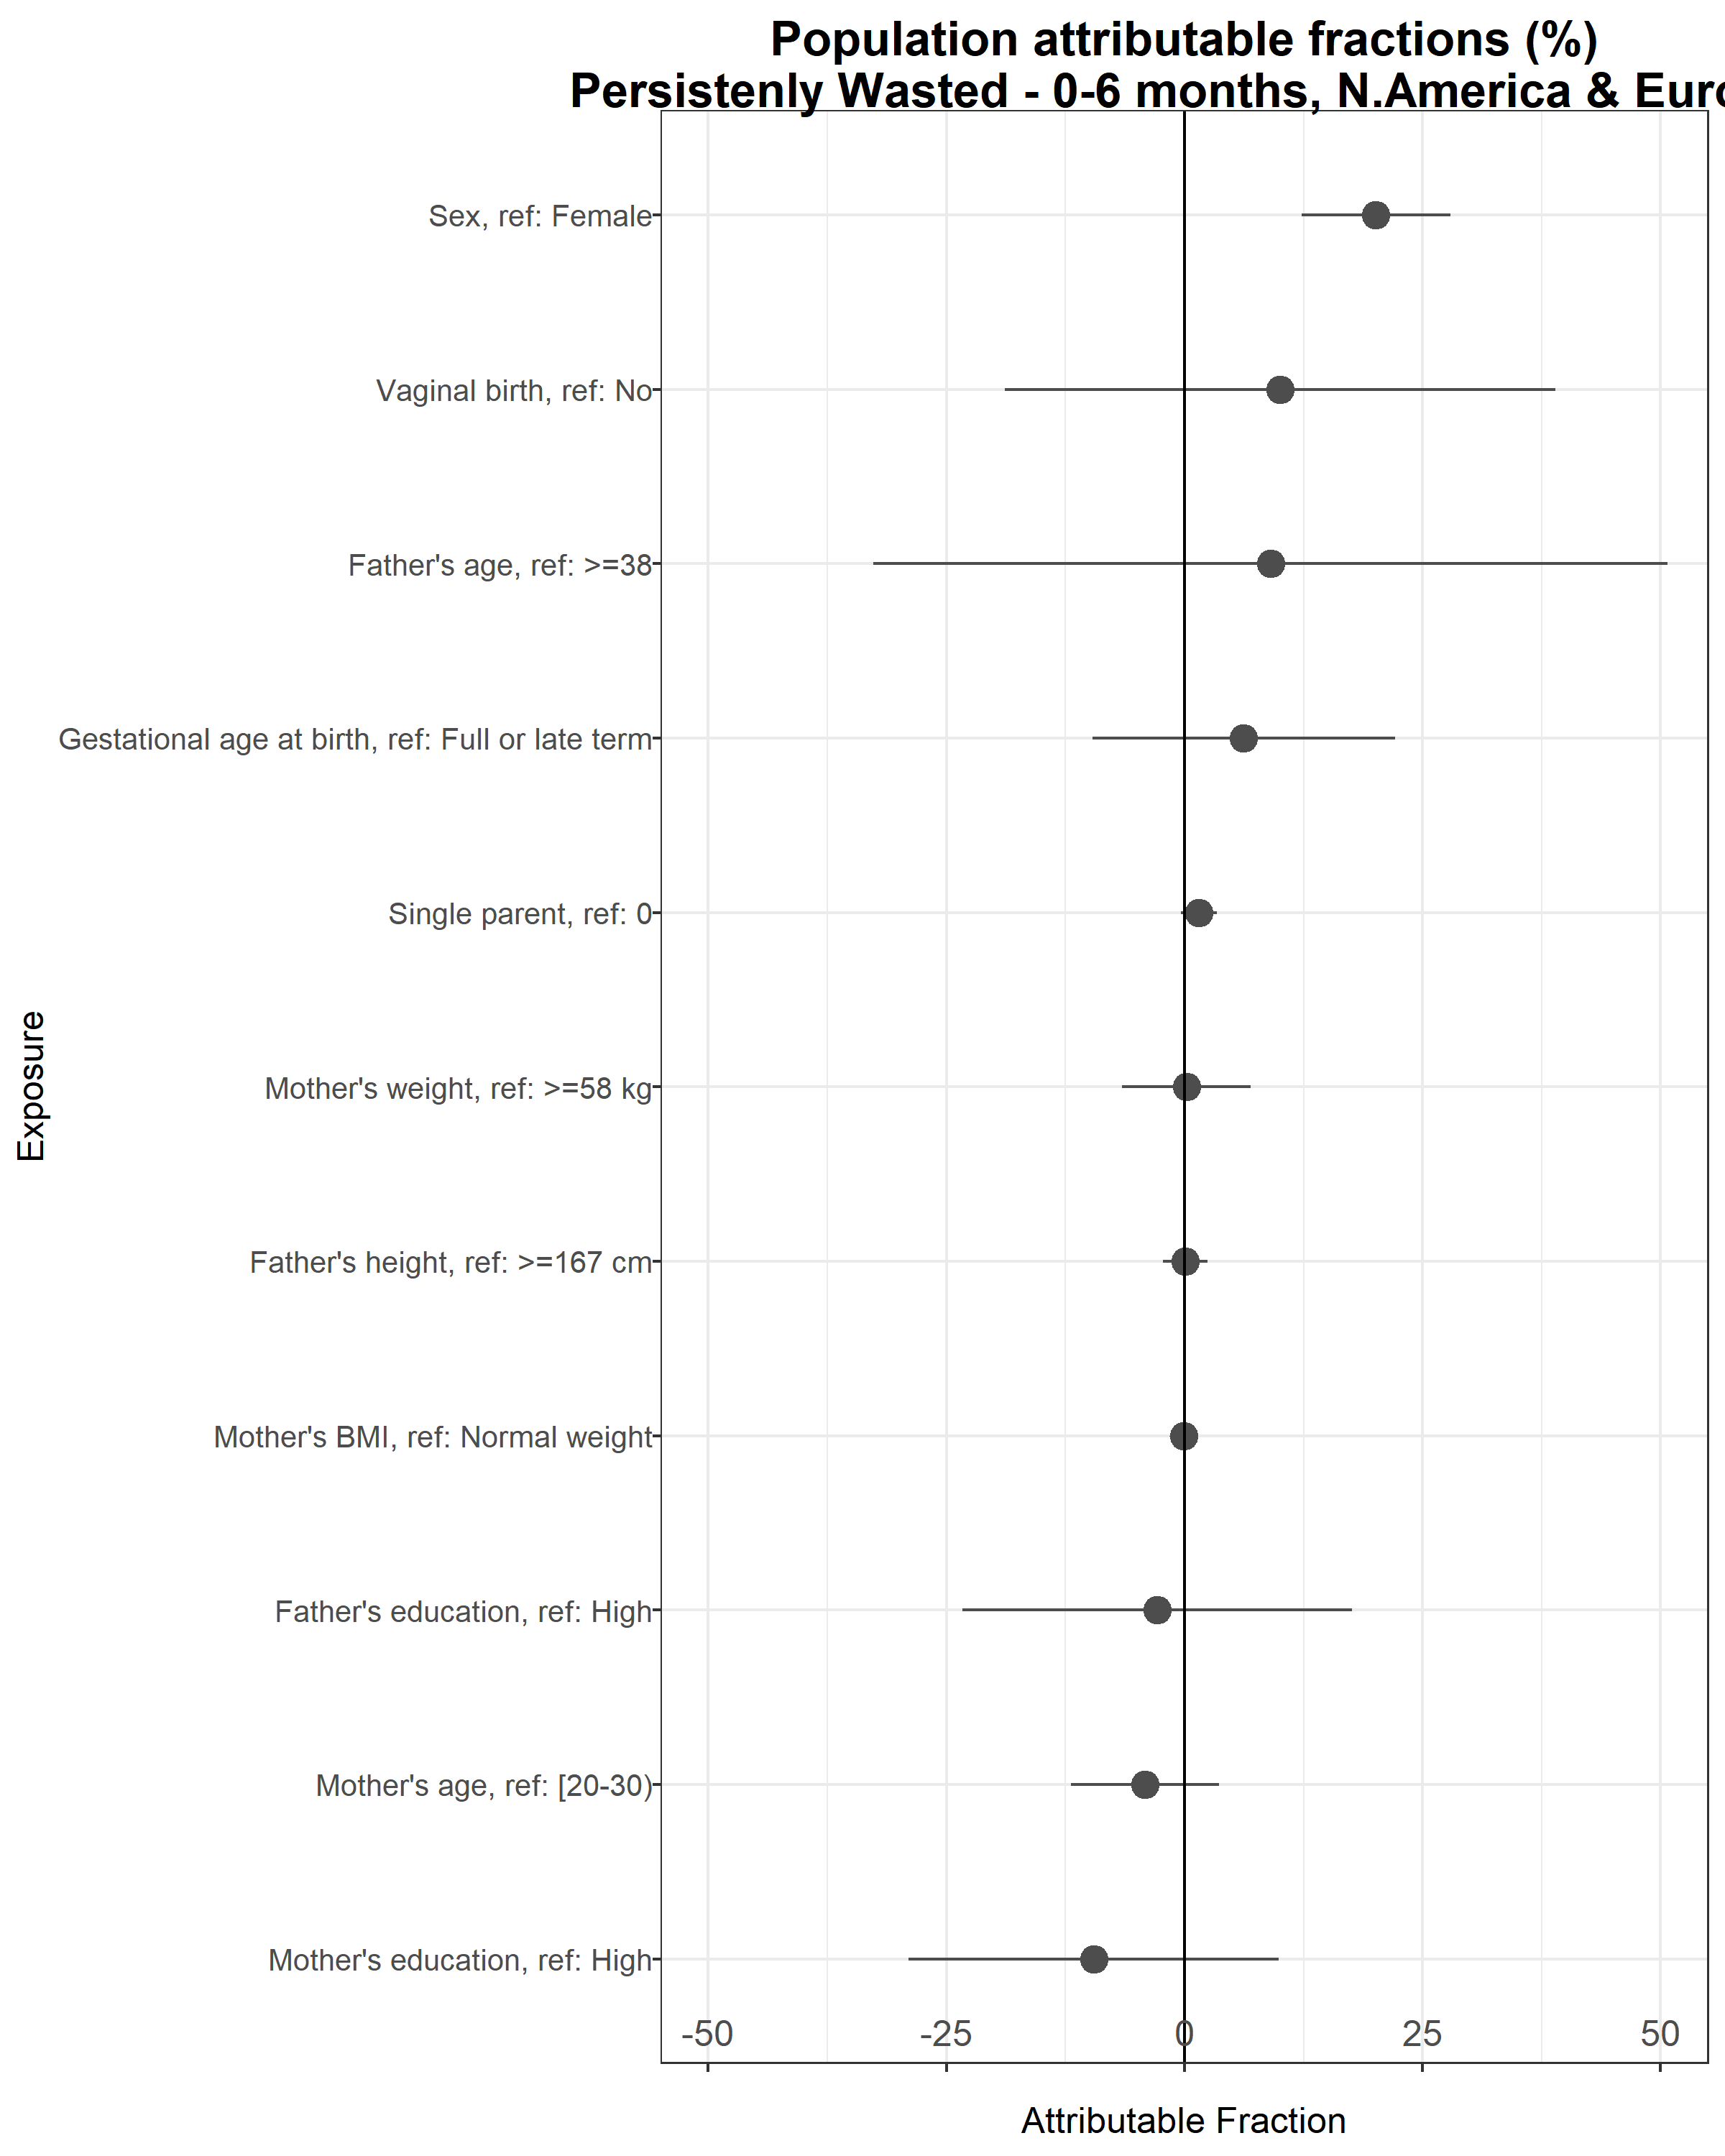 Population attributable fractions (%)
Persistenly Wasted - 0-6 months, N.America & Euro
Sex, ref: Female
Vaginal birth, ref: No
Father's age, ref: >=38
Gestational age at birth, ref: Full or late term
Single parent, ref: 0
Mother's weight, ref: >=58 kg
Father's height, ref: >=167 cm
Mother's BMI, ref: Normal weight
Father's education, ref: High
Mother's age, ref: [20-30)
Mother's education, ref: High
Exposure
-50 -25 0 25 50
Attributable Fraction